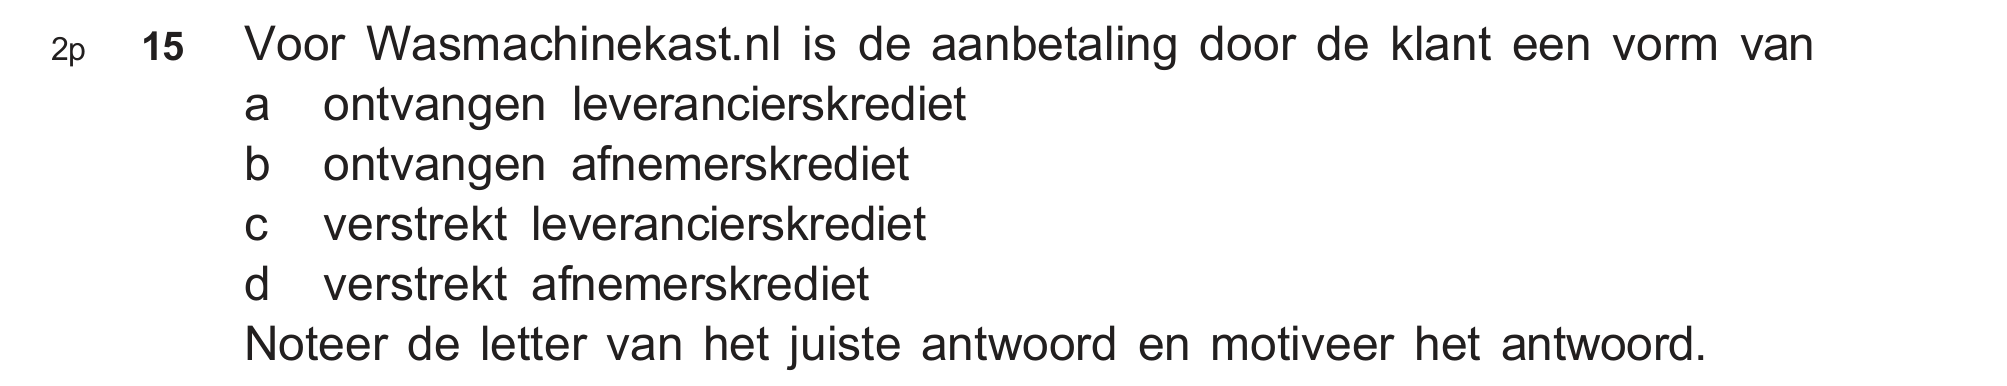 2p 15 Voor Wasmachinekast.nl is de aanbetaling door de klant een vorm van
a ontvangen leverancierskrediet
b ontvangen afnemerskrediet
c verstrekt leverancierskrediet
d verstrekt afnemerskrediet
Noteer de letter van het juiste antwoord en motiveer het antwoord.